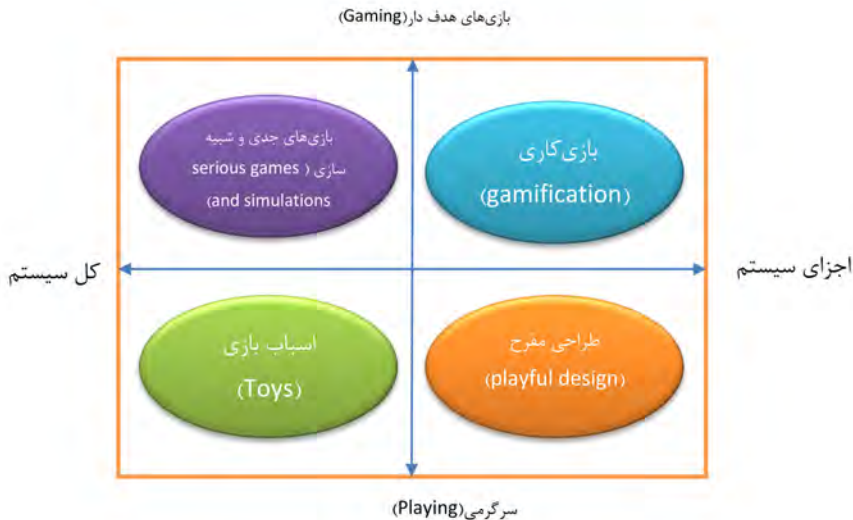 بازی‌های هدف دار(Gaming)
بازی‌کاری
(gamification)
بازی‌های جدی و شبیه
سازی ( serious games
and simulations)
اجزای سیستم
کل سیستم
طراحی مفرح
(playful design)
اسباب بازی
(Toys)
سرگرمی(Playing)